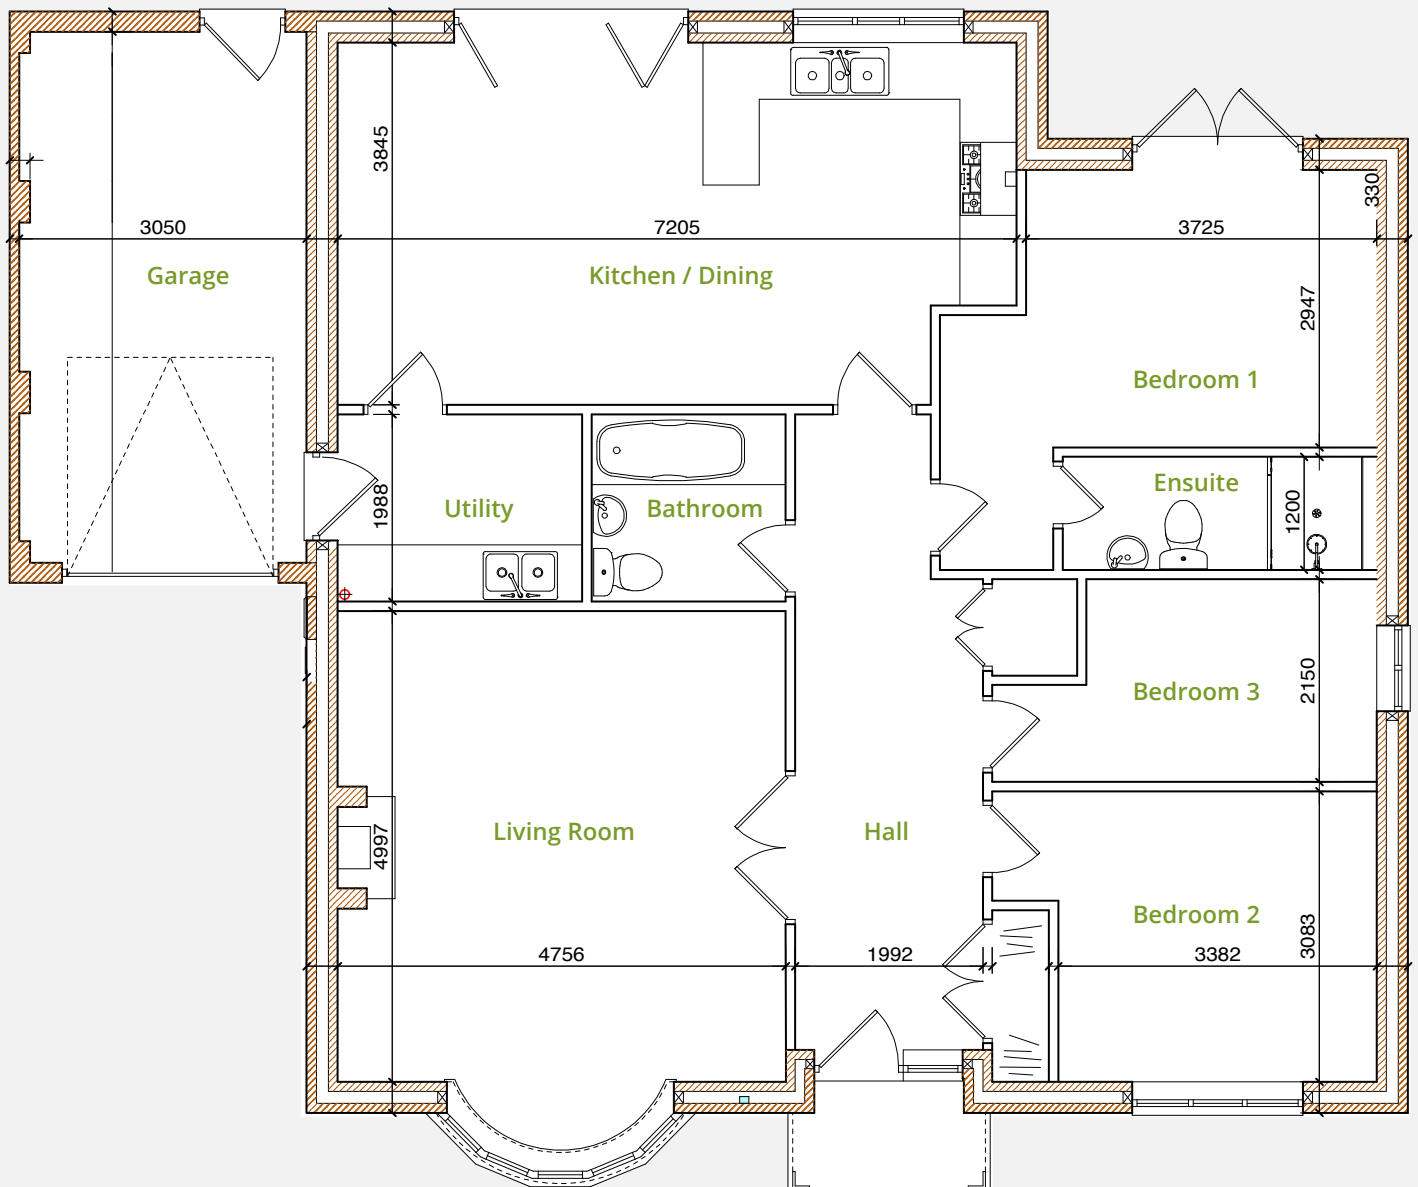 3845
330
3050
7205
3725
Garage
Kitchen / Dining
2947
Bedroom 1
Ensuite
Utility
Bathroom
1988
1200
2150
Bedroom 3
Living Room
Hall
4997
Bedroom 2
3083
4756
1992
3382